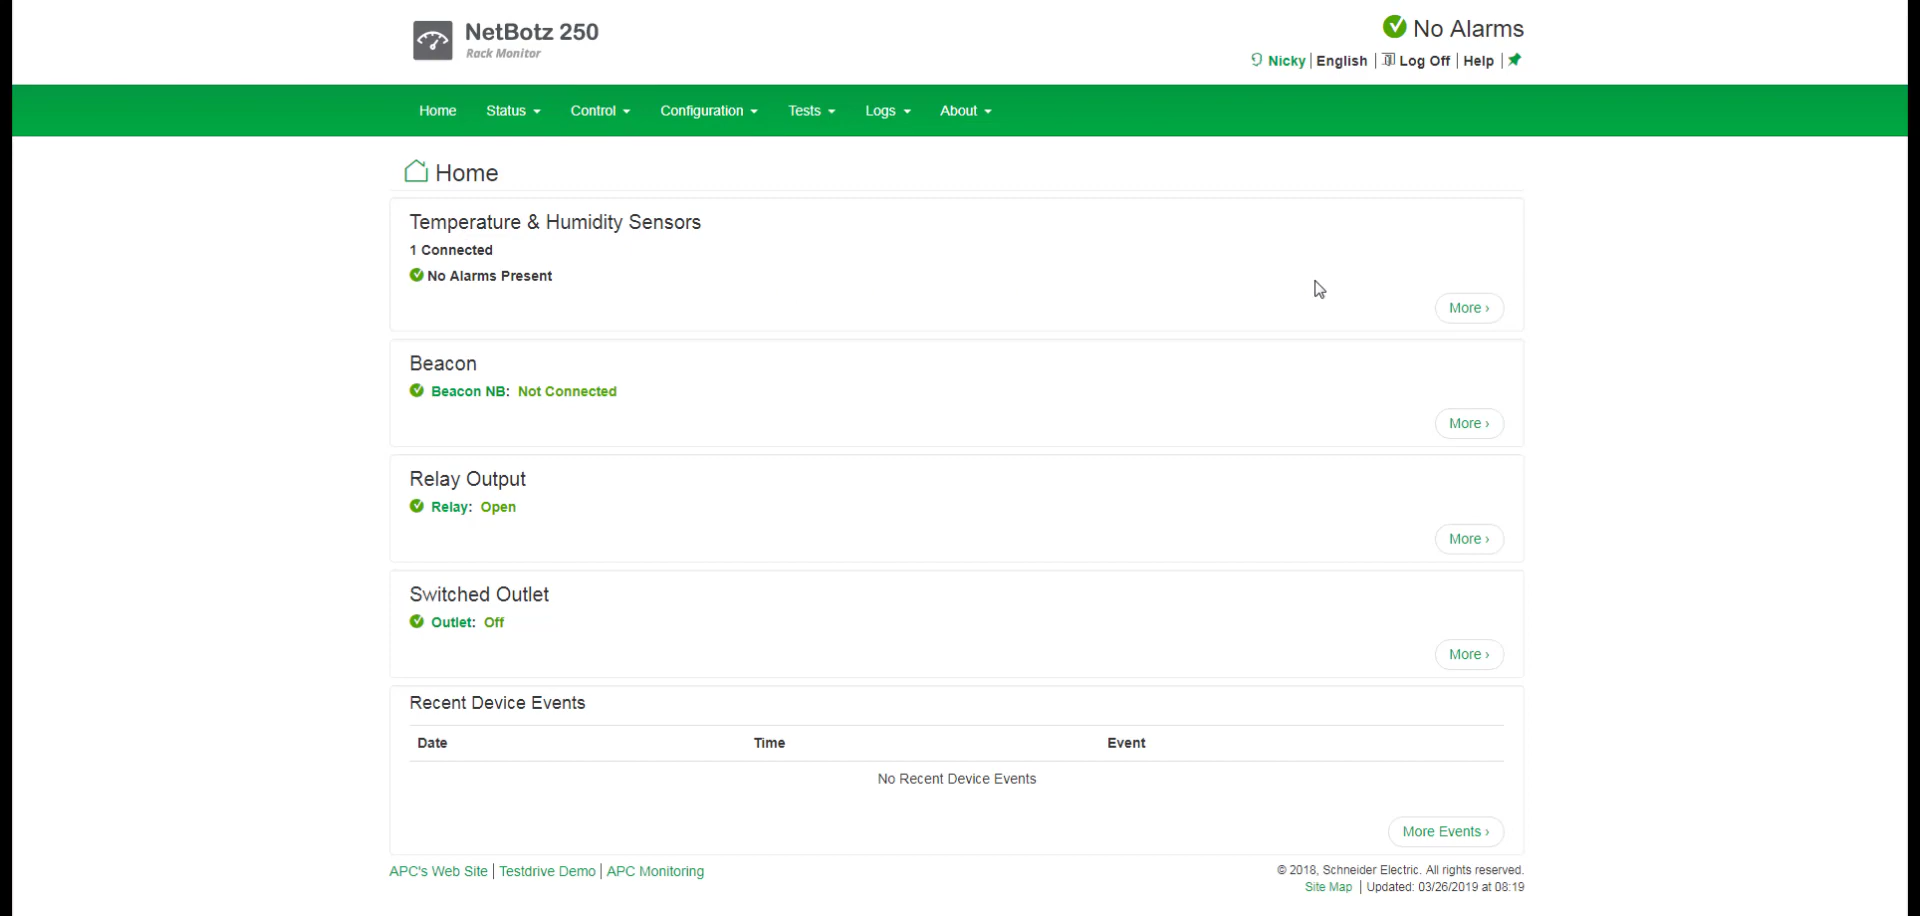 NetBotz 250
Rack Monitor
No Alarms
Nicky | English | Log Off | Help |
Home Status Control Configuration Tests Logs About
Home
Temperature & Humidity Sensors
1 Connected
No Alarms Present
More ›
Beacon
Beacon NB: Not Connected
More ›
Relay Output
Relay: Open
More ›
Switched Outlet
Outlet: Off
More ›
Recent Device Events
Date Time Event
No Recent Device Events
More Events ›
APC's Web Site | Testdrive Demo | APC Monitoring
© 2018, Schneider Electric. All rights reserved.
Site Map | Updated: 03/26/2019 at 08:19